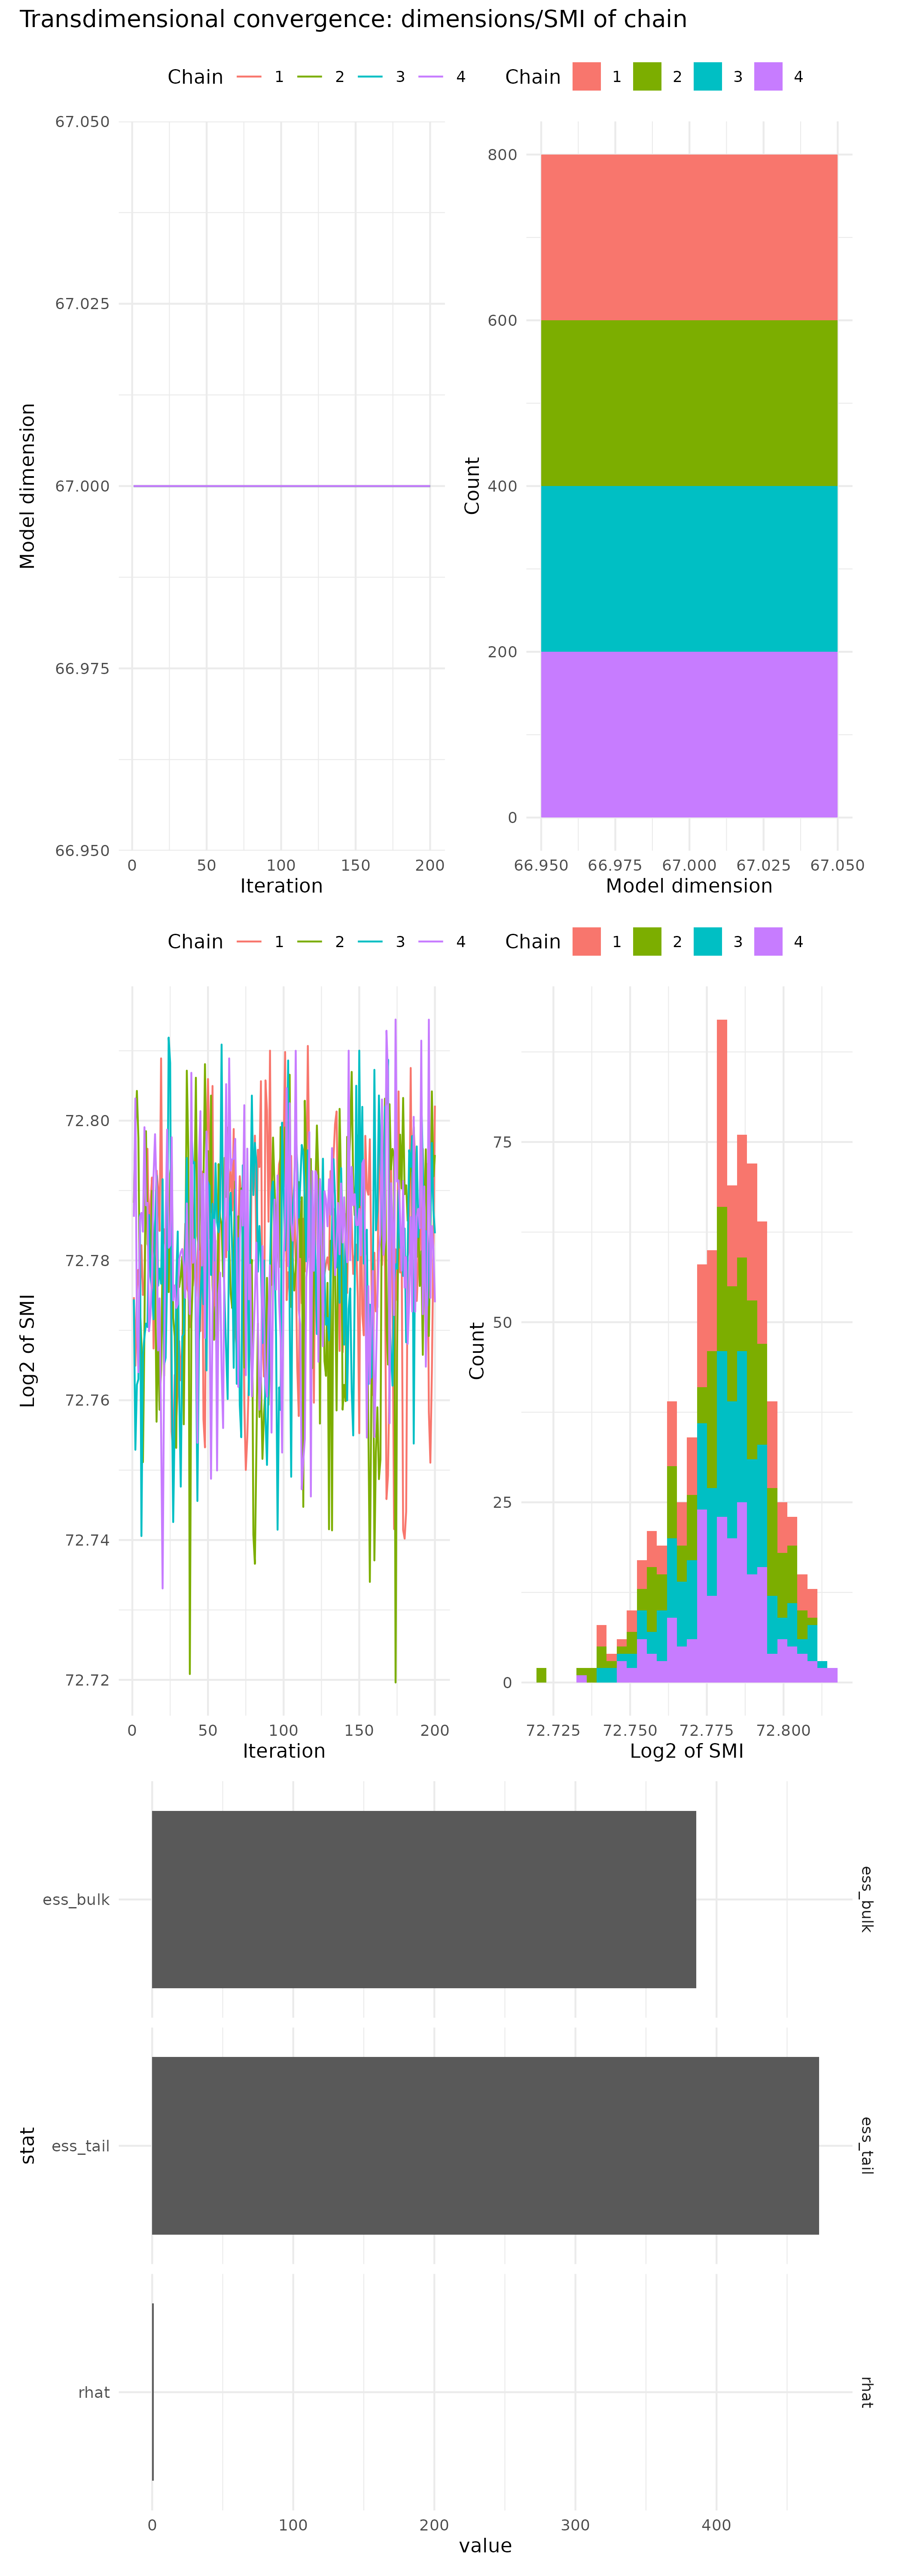 Transdimensional convergence: dimensions/SMI of chain
Chain 1 2 3 4
Chain 1 2 3 4
67.050
67.025
67.000
66.975
66.950
Model dimension
0 50 100 150 200
Iteration
800
600
400
200
0
Count
66.950 66.975 67.000 67.025 67.050
Model dimension
Chain 1 2 3 4
Chain 1 2 3 4
72.80
72.78
72.76
72.74
72.72
Log2 of SMI
0 50 100 150 200
Iteration
75
50
25
0
Count
72.725 72.750 72.775 72.800
Log2 of SMI
ess_bulk
ess_bulk
stat
ess_tail
ess_tail
rhat
rhat
0 100 200 300 400
value